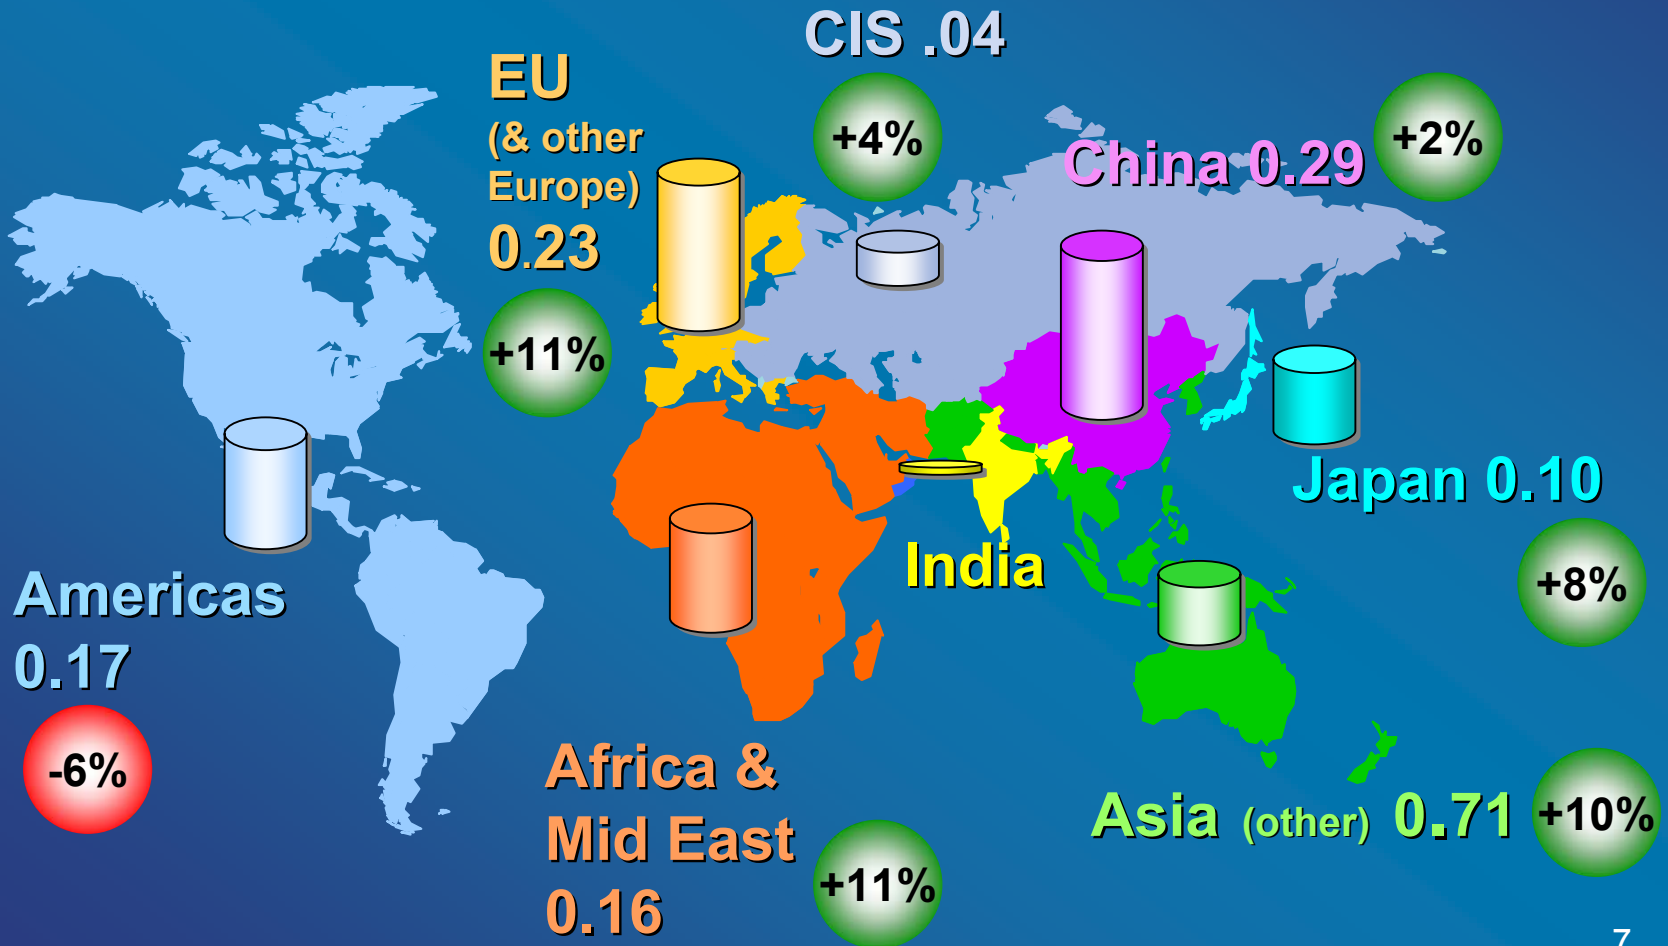 CIS .04
+4%
EU
(& other
Europe)
0.23
+11%
China 0.29
+2%
Japan 0.10
+8%
India
Americas
0.17
-6%
Africa &
Mid East
0.16
+11%
Asia (other) 0.71
+10%
7